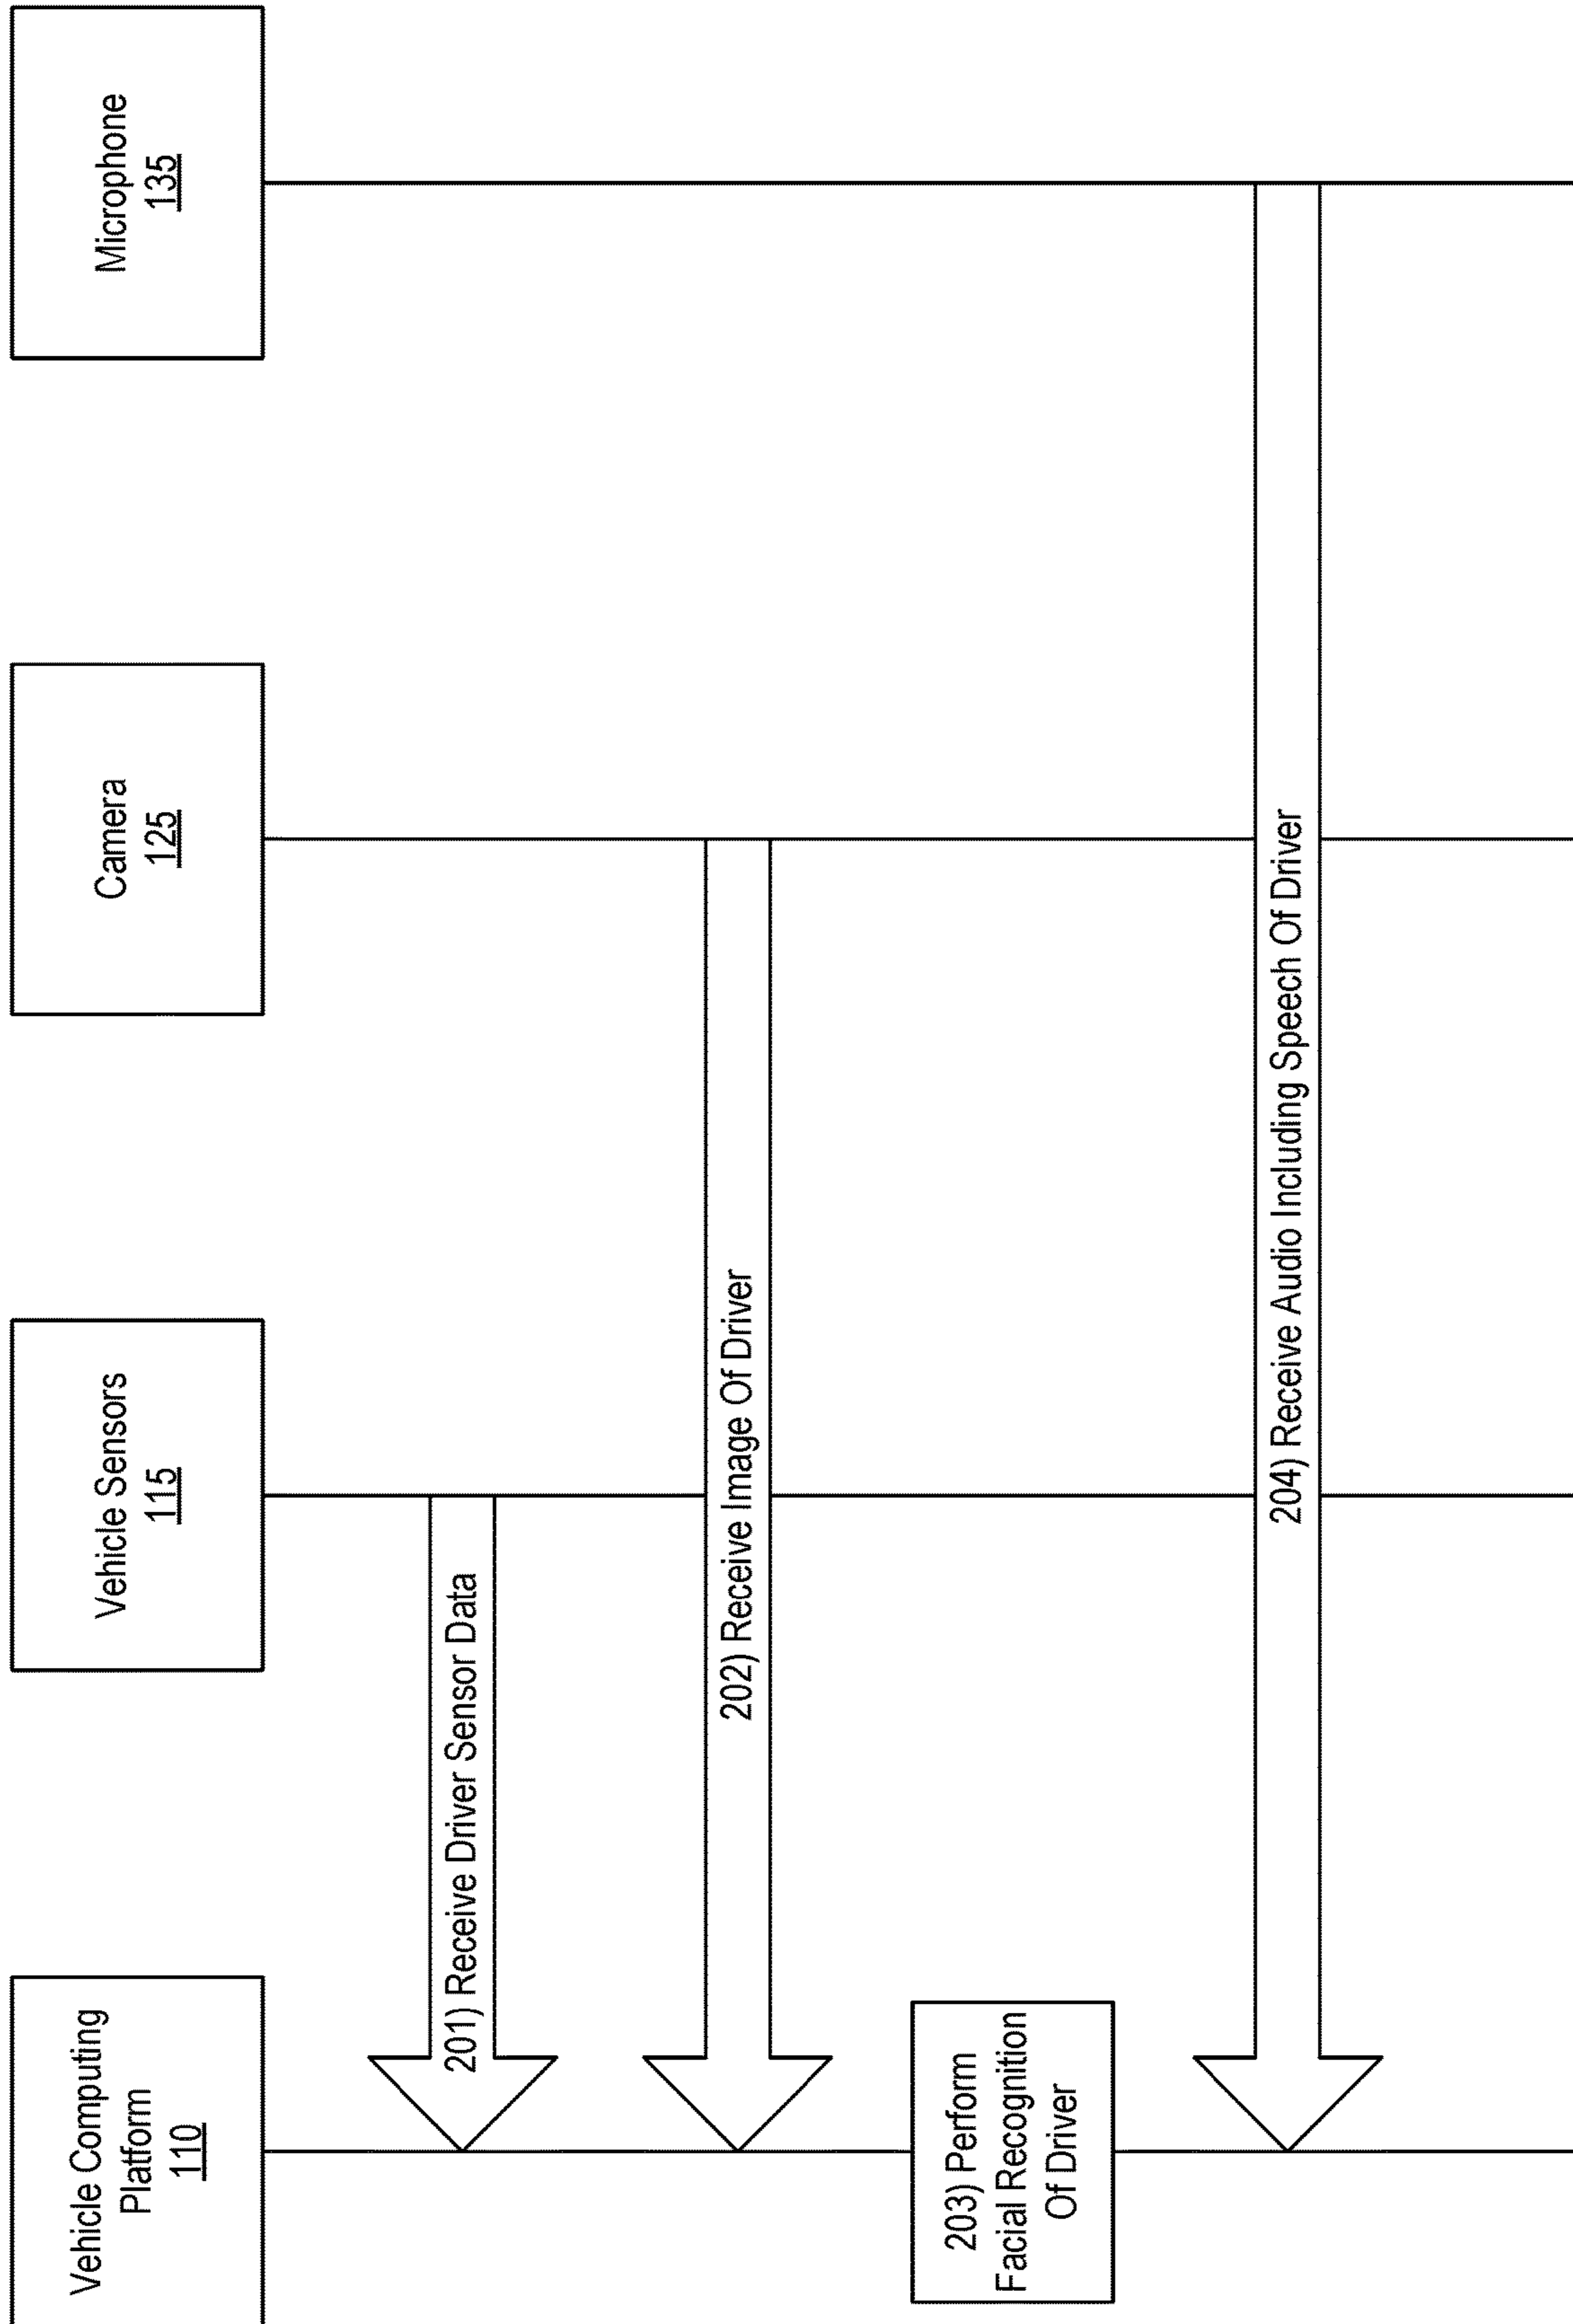 Vehicle Computing
Platform
110
Vehicle Sensors
115
Camera
125
Microphone
135
201) Receive Driver Sensor Data
202) Receive Image Of Driver
203) Perform
Facial Recognition
Of Driver
204) Receive Audio Including Speech Of Driver